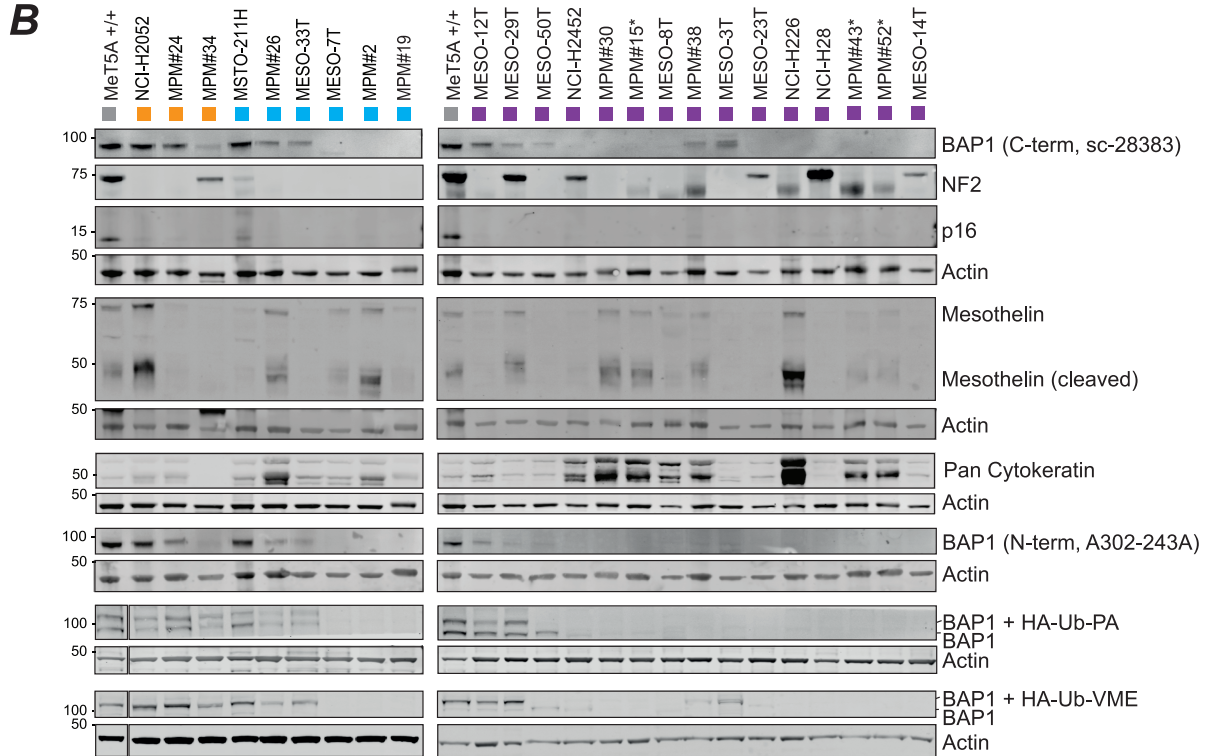 B
MeT5A +/+
NCI-H2052
MPM#24
MPM#34
MSTO-211H
MPM#26
MESO-33T
MESO-7T
MPM#2
MPM#19
MeT5A +/+
MESO-12T
MESO-29T
MESO-50T
NCI-H2452
MPM#30
MPM#15*
MESO-8T
MPM#38
MESO-3T
MESO-23T
NCI-H226
NCI-H28
MPM#43*
MPM#52*
MESO-14T
100
BAP1 (C-term, sc-28383)
75
NF2
15
p16
50
Actin
75
Mesothelin
50
Mesothelin (cleaved)
50
Actin
50
Pan Cytokeratin
50
Actin
100
BAP1 (N-term, A302-243A)
50
Actin
100
BAP1 + HA-Ub-PA
BAP1
50
Actin
100
BAP1 + HA-Ub-VME
BAP1
50
Actin